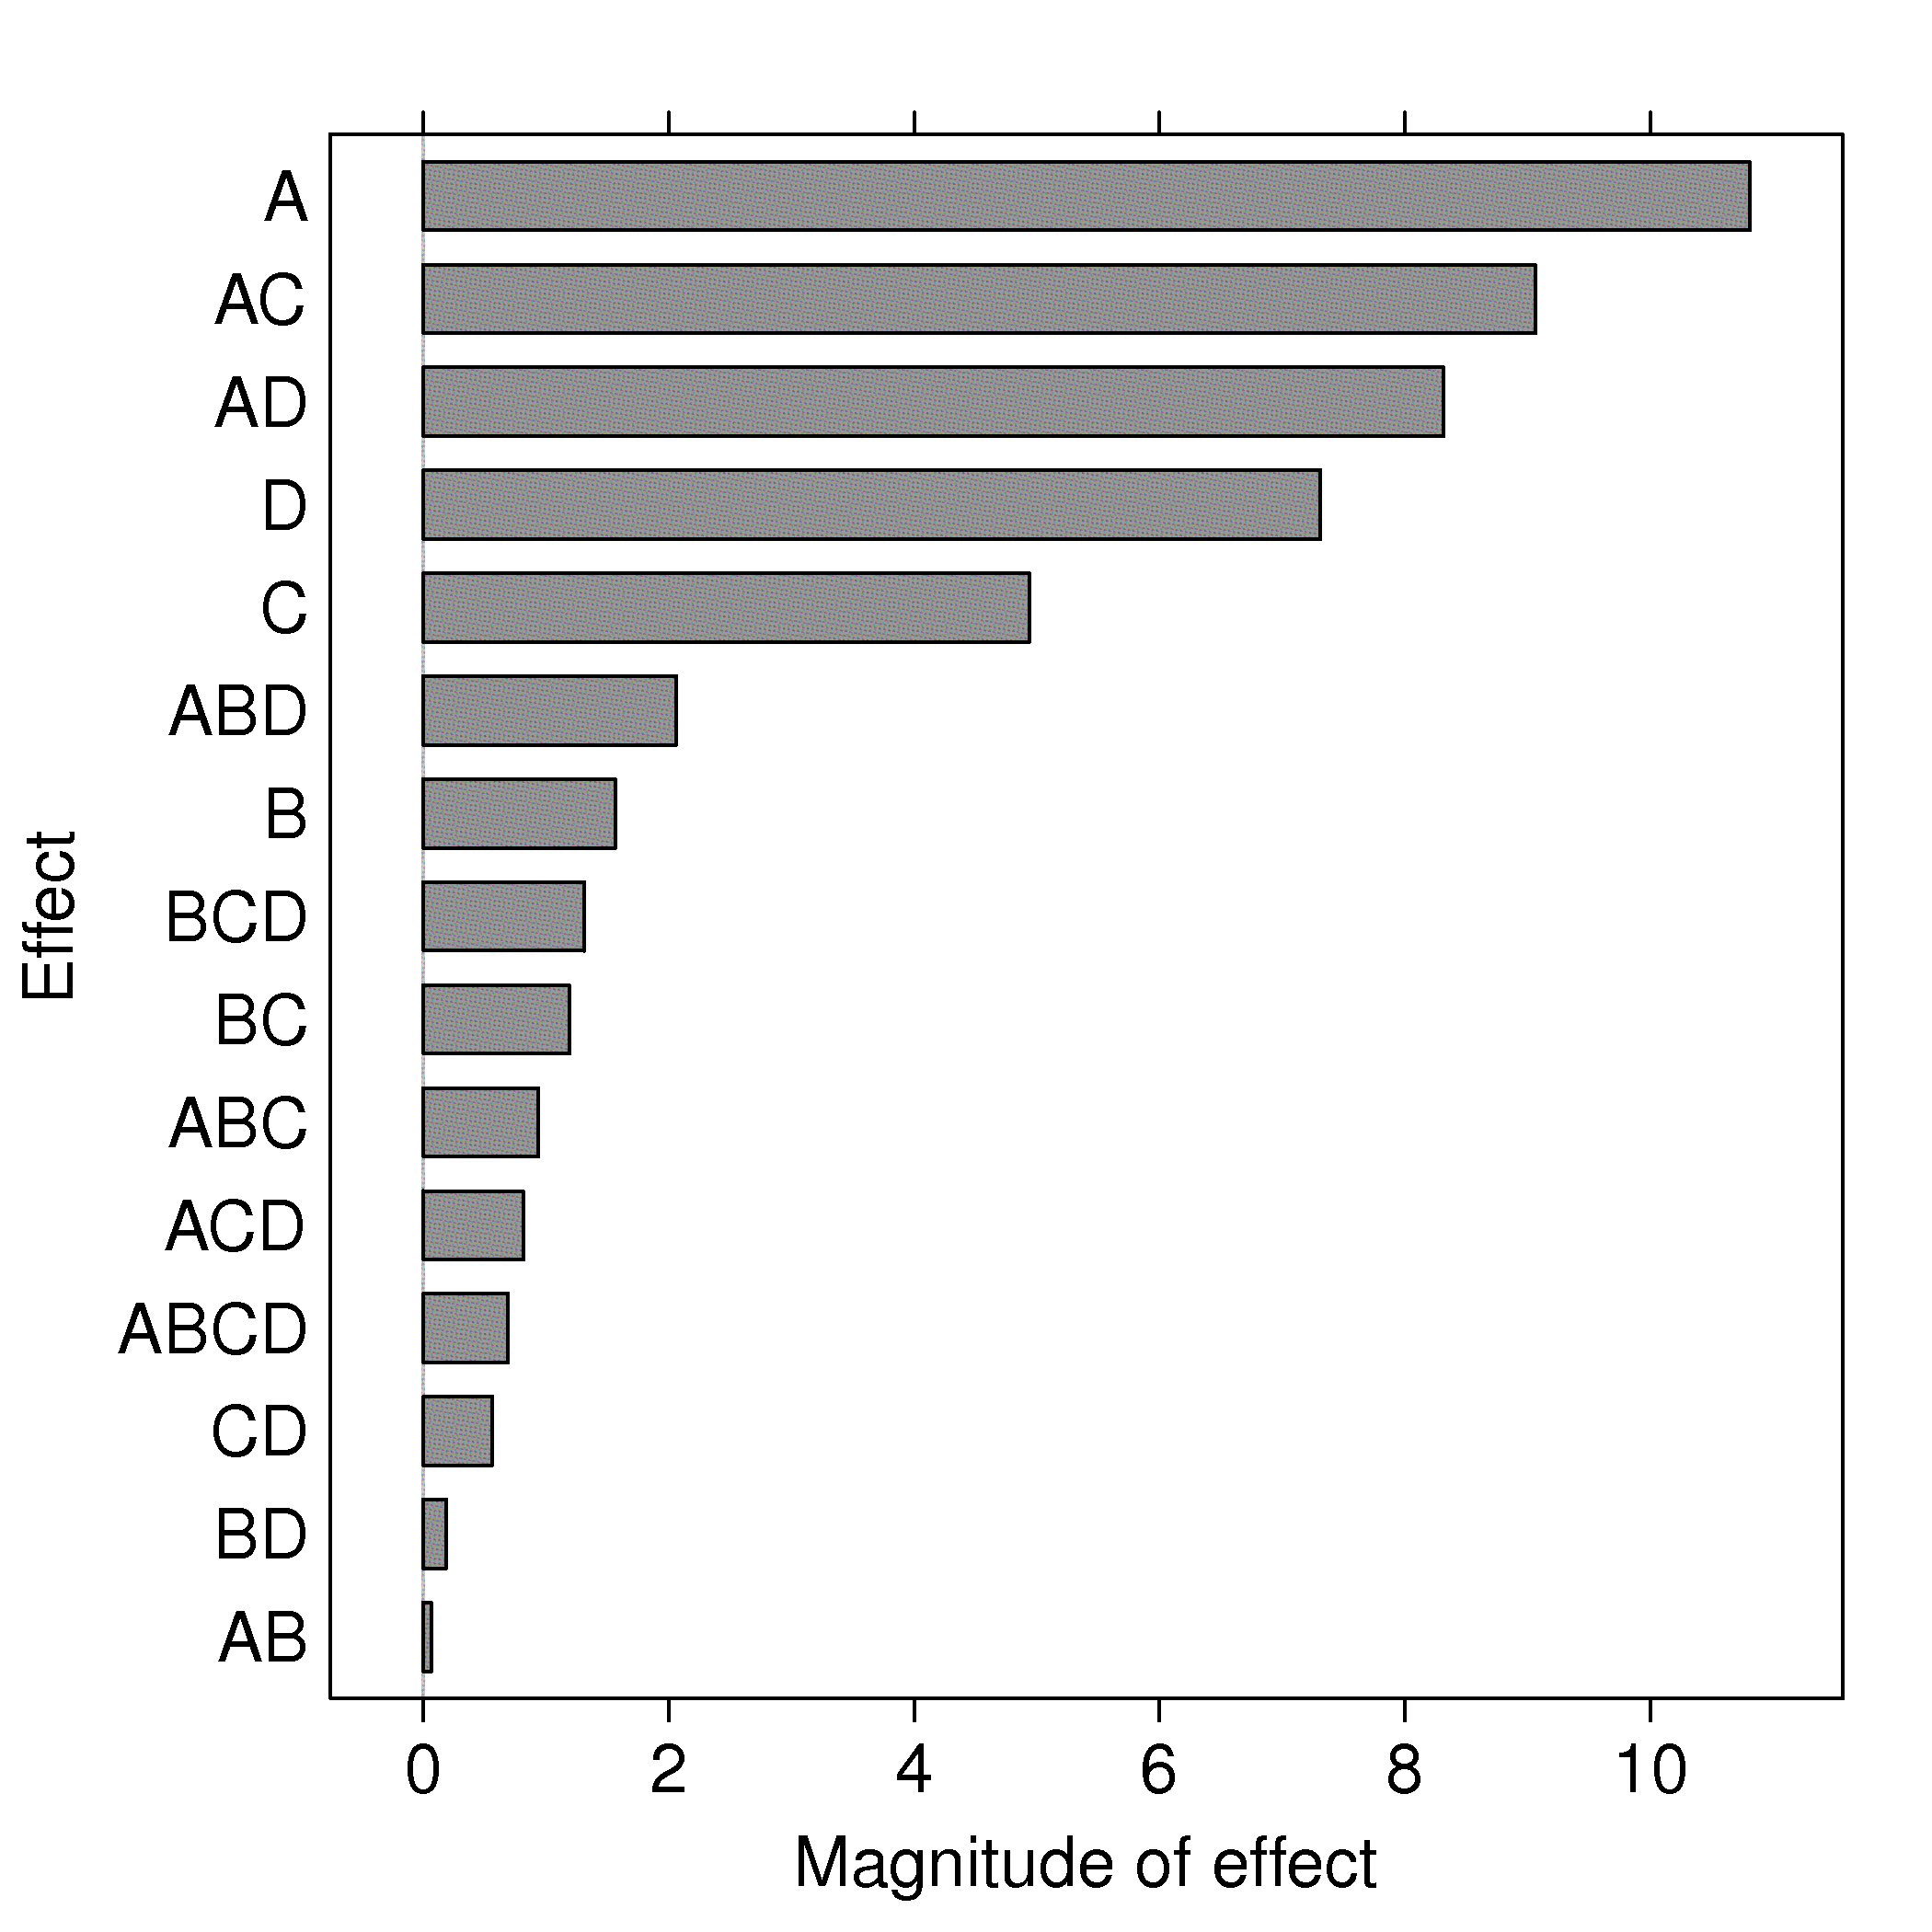 A
AC
AD
D
C
ABD
B
BCD
BC
ABC
ACD
ABCD
CD
BD
AB
Effect
0 2 4 6 8 10
Magnitude of effect